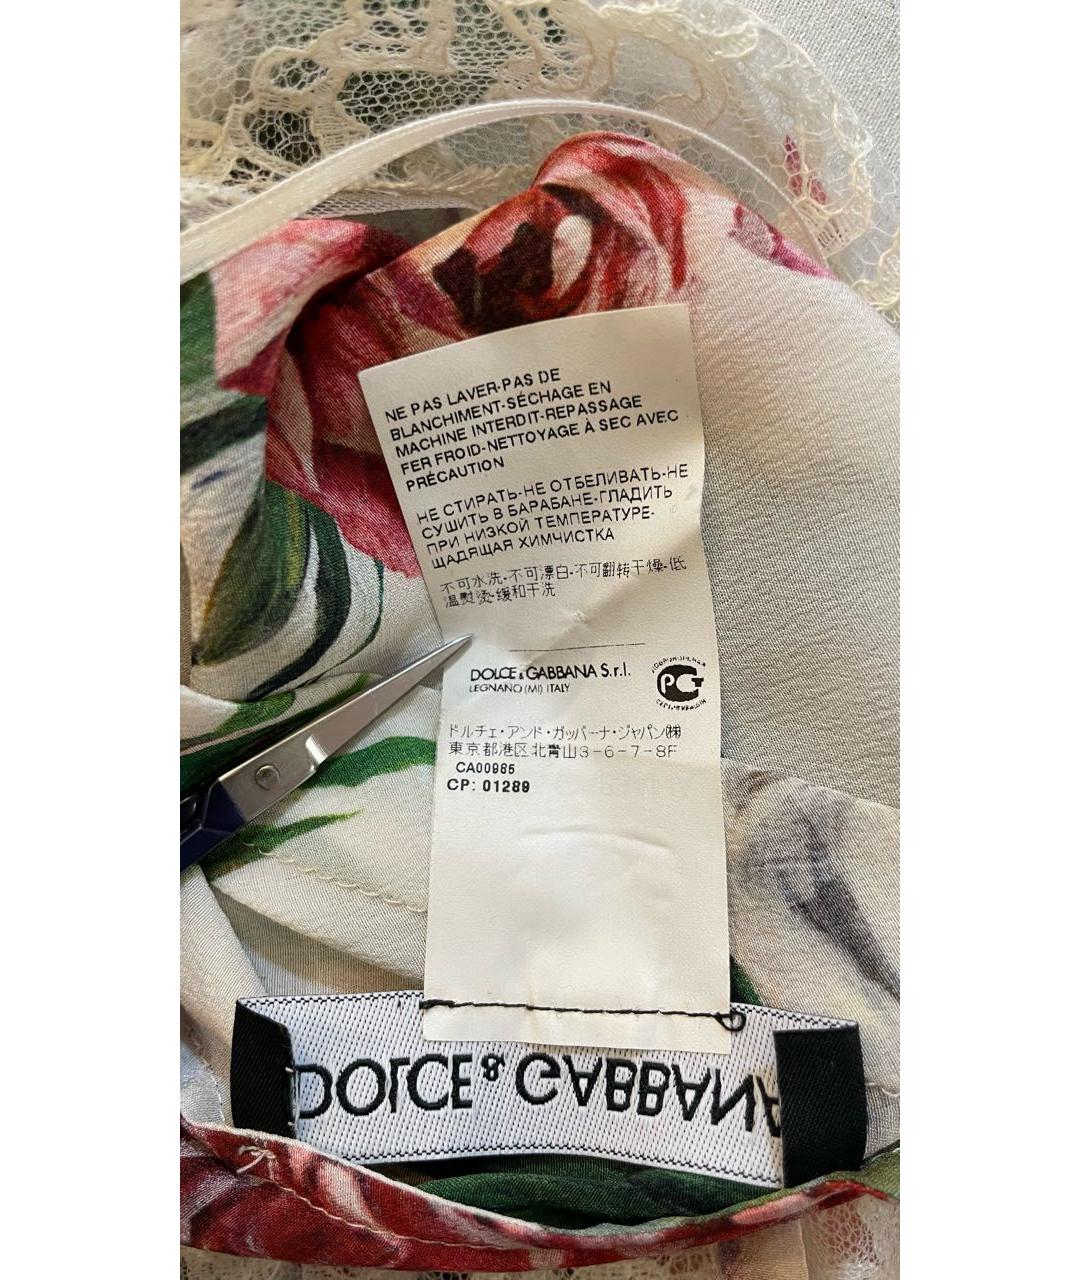 NE PAS LAVER-PAS DE
BLANCHIMENT-SÉCHAGE EN
MACHINE INTERDIT-REPASSAGE
FER FROID-NETTOYAGE À SEC AVEC
PRÉCAUTION
НЕ СТИРАТЬ-НЕ ОТБЕЛИВАТЬ-НЕ
СУШИТЬ В БАРАБАНЕ-ГЛАДИТЬ
ПРИ НИЗКОЙ ТЕМПЕРАТУРЕ-
ЩАДЯЩАЯ ХИМЧИСТКА
不可水洗-不可漂白-不可翻转干燥-低
温熨烫-缓和干洗
DOLCE & GABBANA S.r.l.
LEGNANO (MI) ITALY
ДОБРОВОЛЬНАЯ
РСТ
СЕРТИФИКАЦИЯ
ドルチェ・アンド・ガッバーナ・ジャパン㈱
東京都港区北青山3-6-7-8F
CA00985
CP: 01289
DOLCE & GABBANA